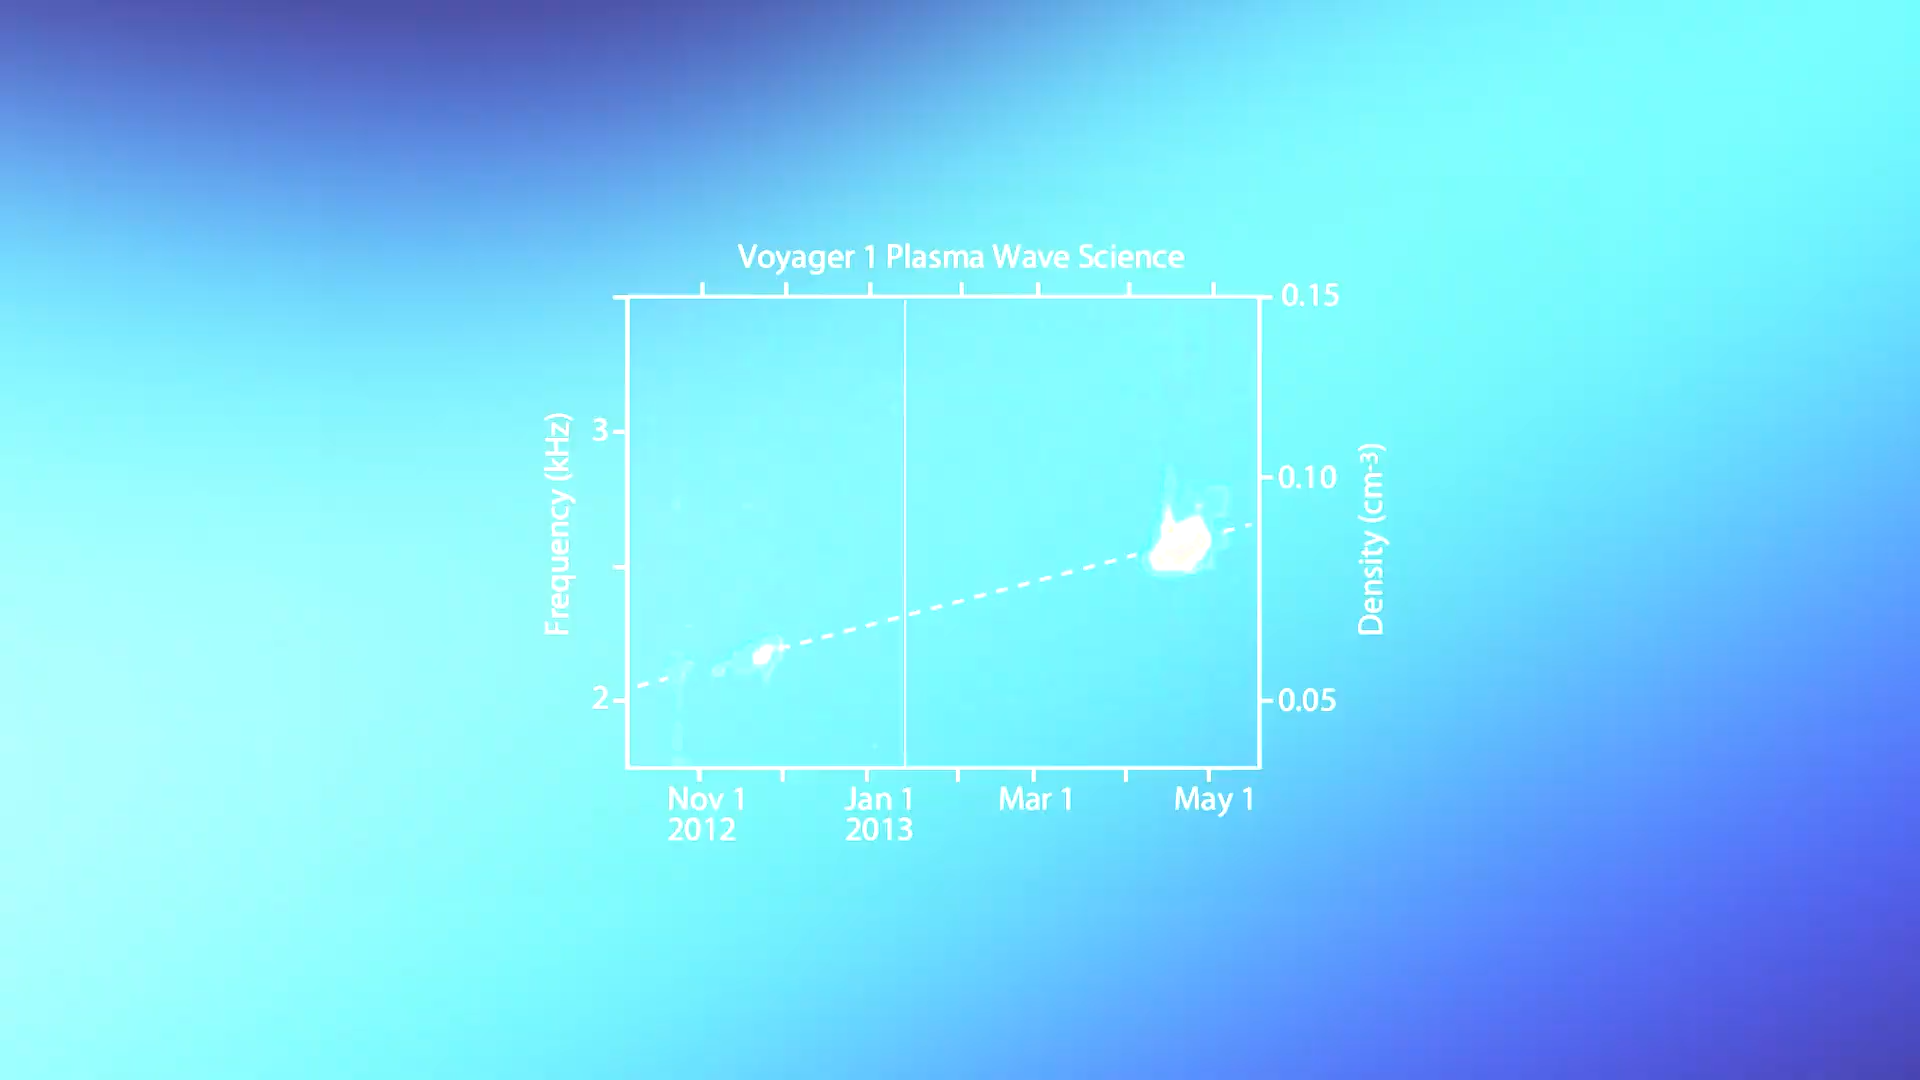 Voyager 1 Plasma Wave Science
0.15
3
0.10
Frequency (kHz)
Density (cm-3)
2
0.05
Nov 1 Jan 1 Mar 1 May 1
2012 2013